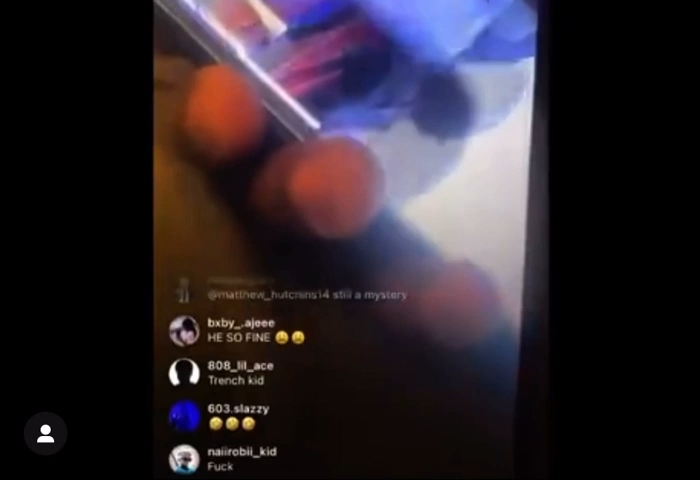 @matthew_hutchins14 still a mystery
bxby_.ajeee
HE SO FINE 😩😩
808_lil_ace
Trench kid
603.slazzy
🤣🤣🤣
naiirobii_kid
Fuck